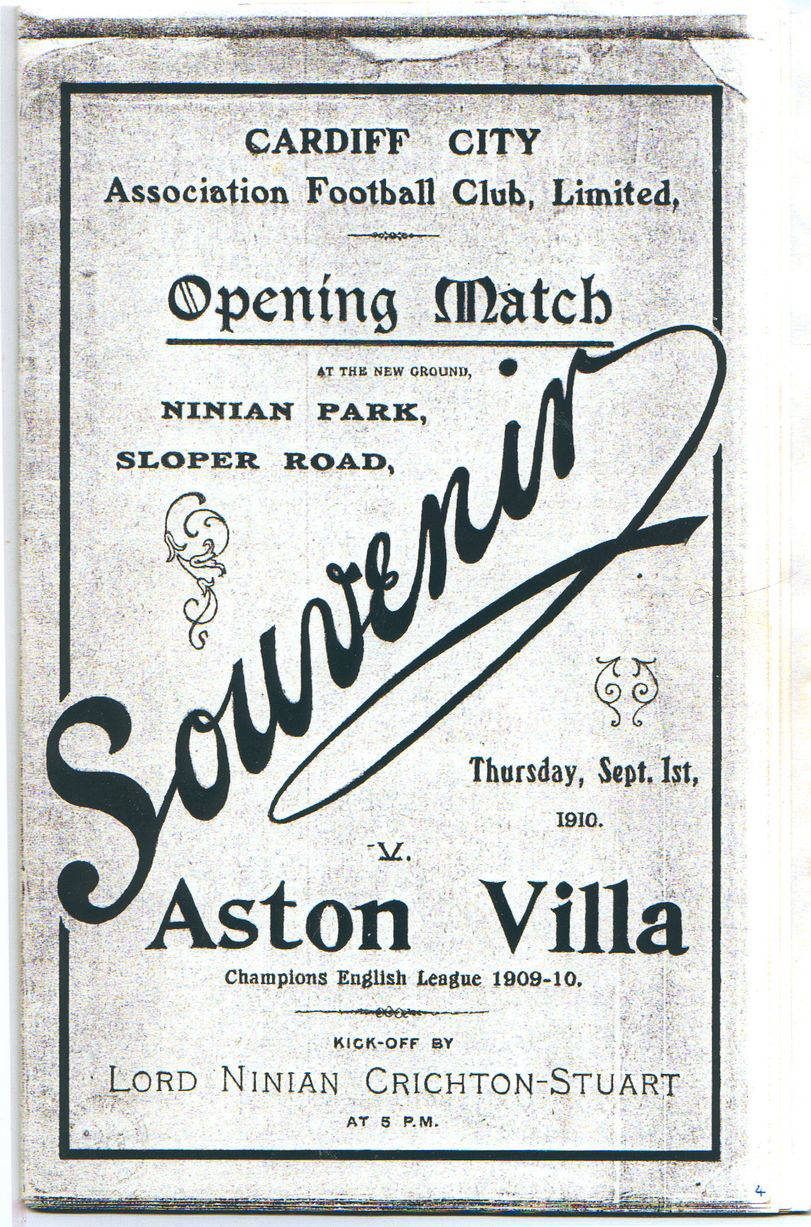 CARDIFF CITY
Association Football Club, Limited,
Opening Match
AT THE NEW GROUND,
NINIAN PARK,
SLOPER ROAD,
Souvenir
Thursday, Sept. 1st,
1910.
V.
Aston Villa
Champions English League 1909-10.
KICK-OFF BY
LORD NINIAN CRICHTON-STUART
AT 5 P.M.
4